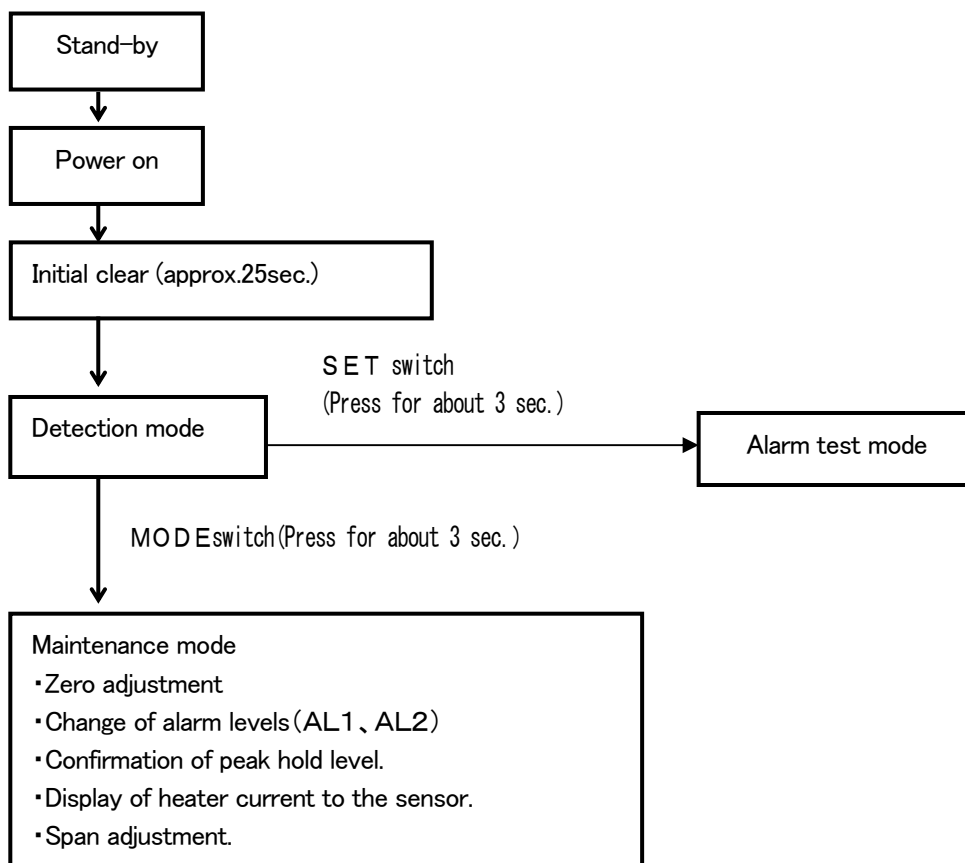 Stand-by
Power on
Initial clear (approx.25sec.)
SET switch
(Press for about 3 sec.)
Detection mode
Alarm test mode
MODEswitch(Press for about 3 sec.)
Maintenance mode
・Zero adjustment
・Change of alarm levels(AL1、AL2)
・Confirmation of peak hold level.
・Display of heater current to the sensor.
・Span adjustment.